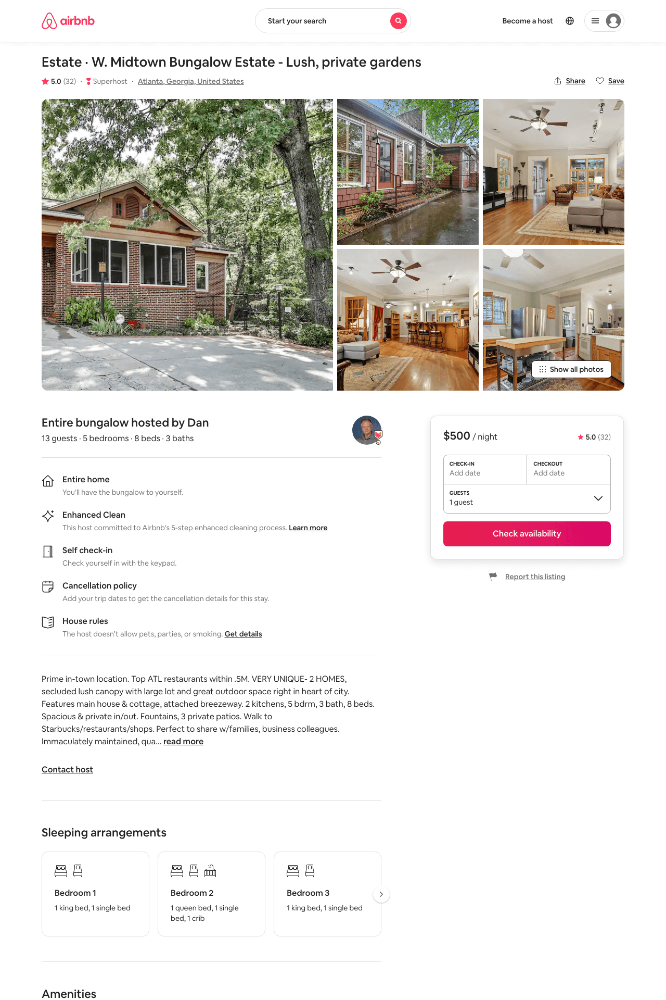 airbnb
Start your search
Become a host
Estate · W. Midtown Bungalow Estate - Lush, private gardens
5.0 (32) · Superhost · Atlanta, Georgia, United States
Share
Save
Show all photos
Entire bungalow hosted by Dan
13 guests · 5 bedrooms · 8 beds · 3 baths
Entire home
You’ll have the bungalow to yourself.
Enhanced Clean
This host committed to Airbnb's 5-step enhanced cleaning process. Learn more
Self check-in
Check yourself in with the keypad.
Cancellation policy
Add your trip dates to get the cancellation details for this stay.
House rules
The host doesn’t allow pets, parties, or smoking. Get details
Prime in-town location. Top ATL restaurants within .5M. VERY UNIQUE- 2 HOMES,
secluded lush canopy with large lot and great outdoor space right in heart of city.
Features main house & cottage, attached breezeway. 2 kitchens, 5 bdrm, 3 bath, 8 beds.
Spacious & private in/out. Fountains, 3 private patios. Walk to
Starbucks/restaurants/shops. Perfect to share w/families, business colleagues.
Immaculately maintained, qua... read more
Contact host
$500 / night
5.0 (32)
CHECK-IN
Add date
CHECKOUT
Add date
GUESTS
1 guest
Check availability
Report this listing
Sleeping arrangements
Bedroom 1
1 king bed, 1 single bed
Bedroom 2
1 queen bed, 1 single
bed, 1 crib
Bedroom 3
1 king bed, 1 single bed
Amenities